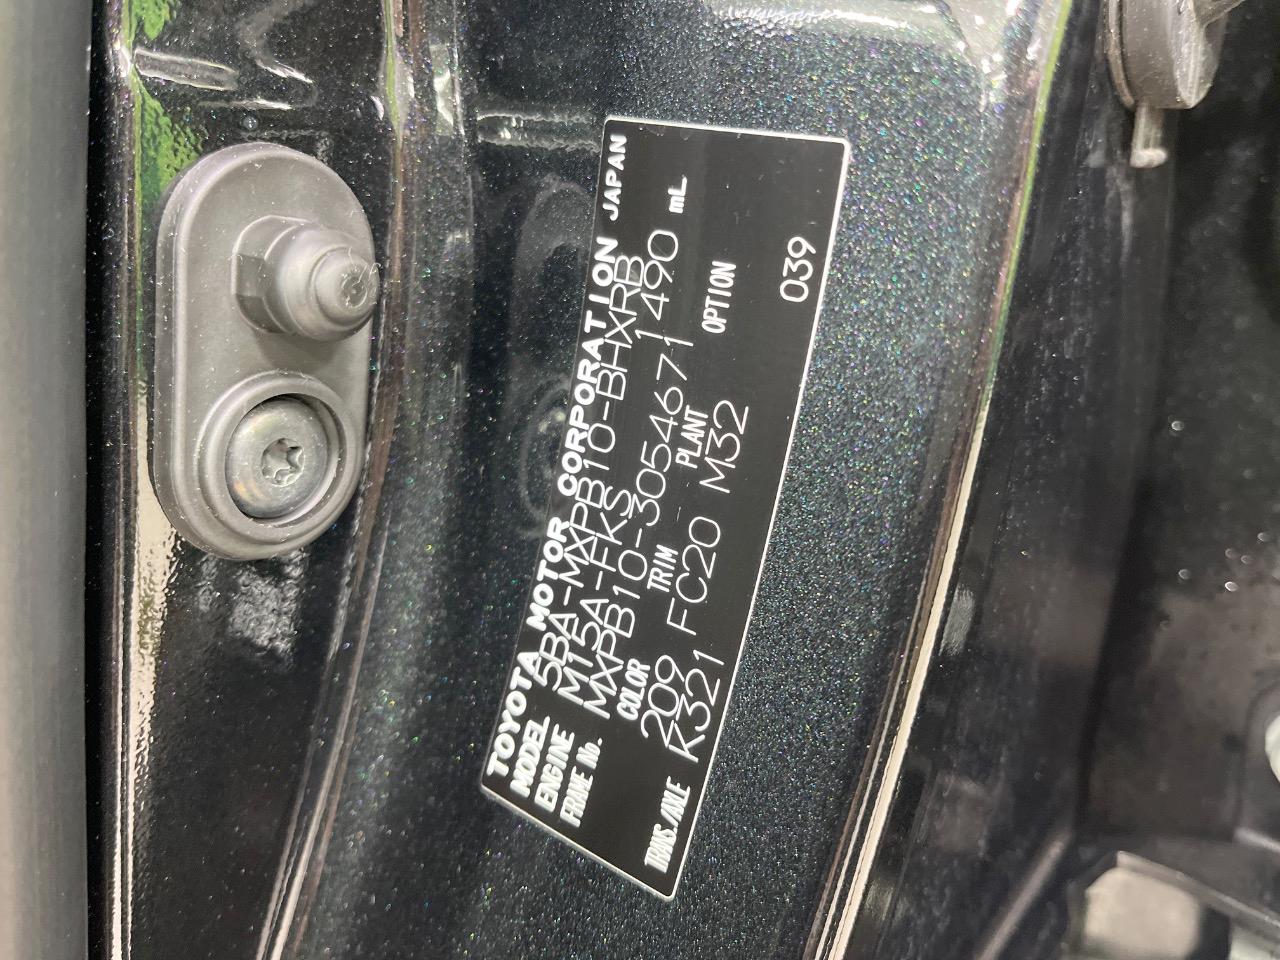 TOYOTA MOTOR CORPORATION JAPAN
MODEL 5BA-MXPB10-BHXRB
ENGINE M15A-FKS 1490 mL
FRAME No. MXPB10-3054671
COLOR TRIM PLANT OPTION
209 FC20 M32
TRANS./AXLE K321 039